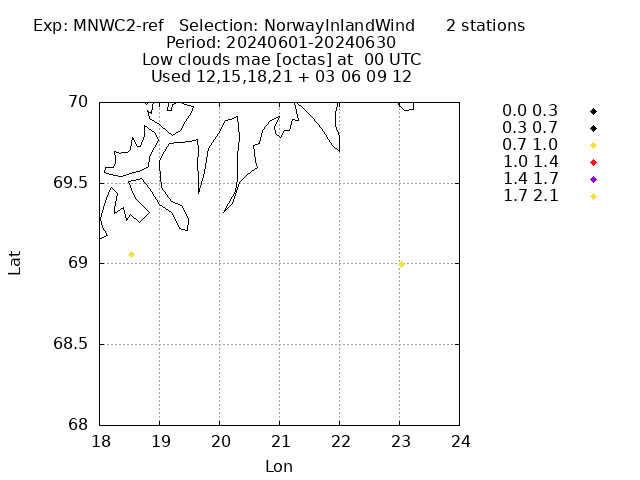 Exp: MNWC2-ref   Selection: NorwayInlandWind      2 stations
Period: 20240601-20240630
Low clouds mae [octas] at  00 UTC
Used 12,15,18,21 + 03 06 09 12
0.0 0.3
0.3 0.7
0.7 1.0
1.0 1.4
1.4 1.7
1.7 2.1
70
69.5
69
68.5
68
Lat
18 19 20 21 22 23 24
Lon